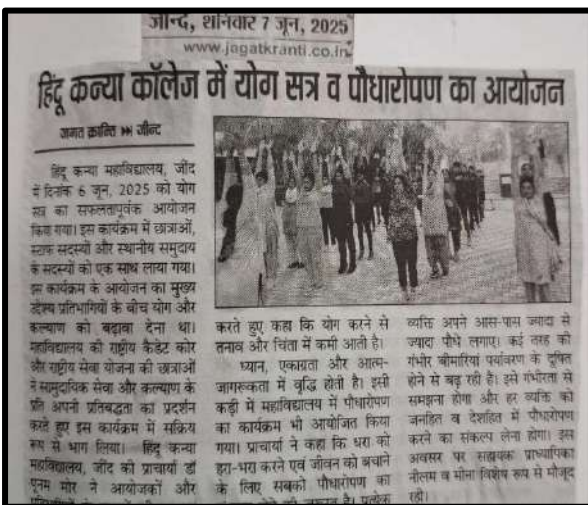 जीन्द, शनिवार 7 जून, 2025
www.jagatkranti.co.in
हिंदू कन्या कॉलेज में योग सत्र व पौधारोपण का आयोजन
जगत क्रान्ति ▸▸ जीन्द
हिंदू कन्या महाविद्यालय, जींद
में दिनांक 6 जून, 2025 को योग
सत्र का सफलतापूर्वक आयोजन
किया गया। इस कार्यक्रम में छात्राओं,
स्टाफ सदस्यों और स्थानीय समुदाय
के सदस्यों को एक साथ लाया गया।
इस कार्यक्रम के आयोजन का मुख्य
उद्देश्य प्रतिभागियों के बीच योग और
कल्याण को बढ़ावा देना था।
महाविद्यालय की राष्ट्रीय कैडेट कोर
और राष्ट्रीय सेवा योजना की छात्राओं
ने सामुदायिक सेवा और कल्याण के
प्रति अपनी प्रतिबद्धता का प्रदर्शन
करते हुए इस कार्यक्रम में सक्रिय
रूप से भाग लिया। हिंदू कन्या
महाविद्यालय, जींद की प्राचार्या डॉ
पूनम मोर ने आयोजकों और
करते हुए कहा कि योग करने से
तनाव और चिंता में कमी आती है।
ध्यान, एकाग्रता और आत्म-
जागरूकता में वृद्धि होती है। इसी
कड़ी में महाविद्यालय में पौधारोपण
का कार्यक्रम भी आयोजित किया
गया। प्राचार्या ने कहा कि धरा को
हरा-भरा करने एवं जीवन को बचाने
के लिए सबको पौधारोपण का
व्यक्ति अपने आस-पास ज्यादा से
ज्यादा पौधे लगाए। कई तरह की
गंभीर बीमारियां पर्यावरण के दूषित
होने से बढ़ रही है। इसे गंभीरता से
समझना होगा और हर व्यक्ति को
जनहित व देशहित में पौधारोपण
करने का संकल्प लेना होगा। इस
अवसर पर सहायक प्राध्यापिका
नीलम व मोना विशेष रूप से मौजूद
रही।